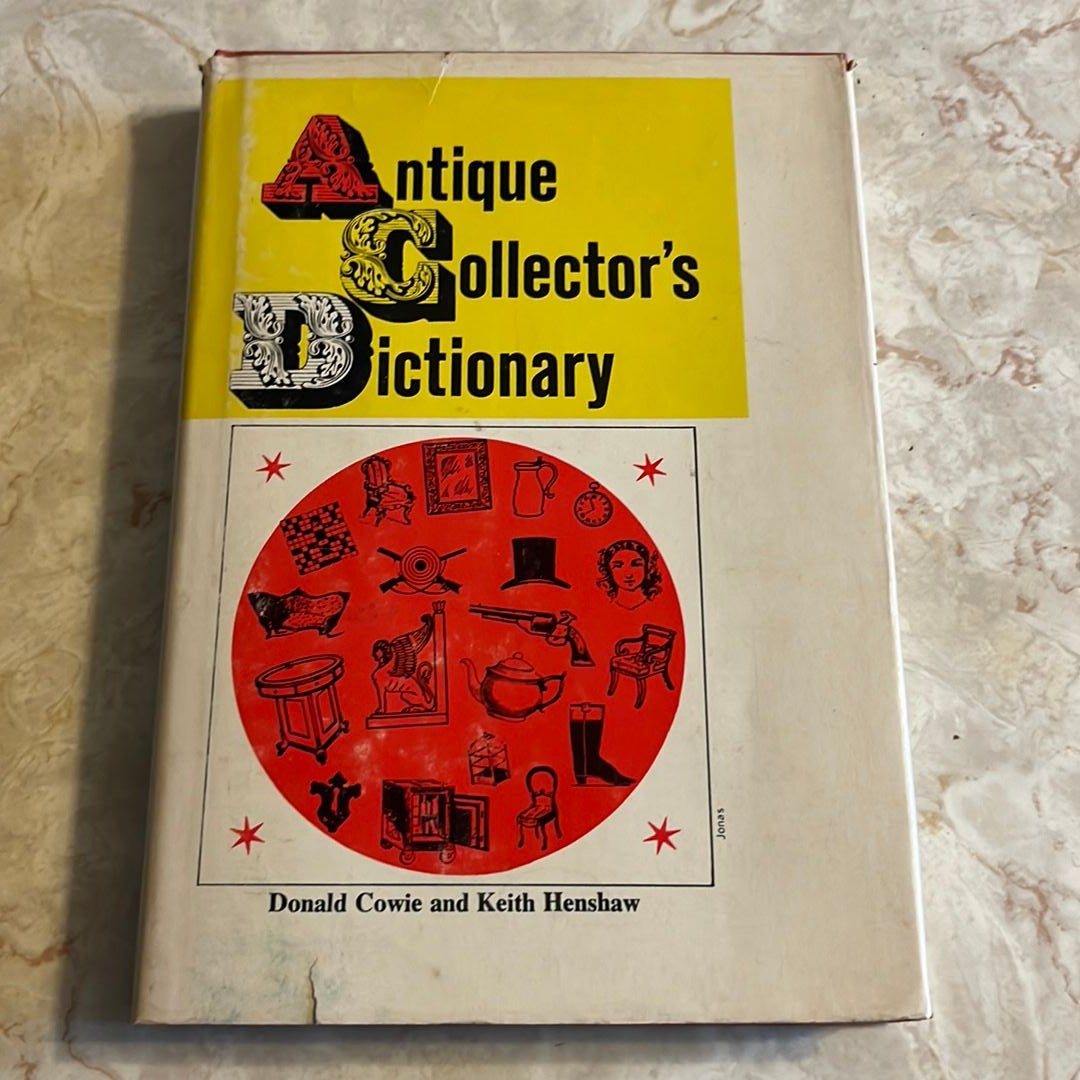 Antique
Collector's
Dictionary
Jonas
Donald Cowie and Keith Henshaw